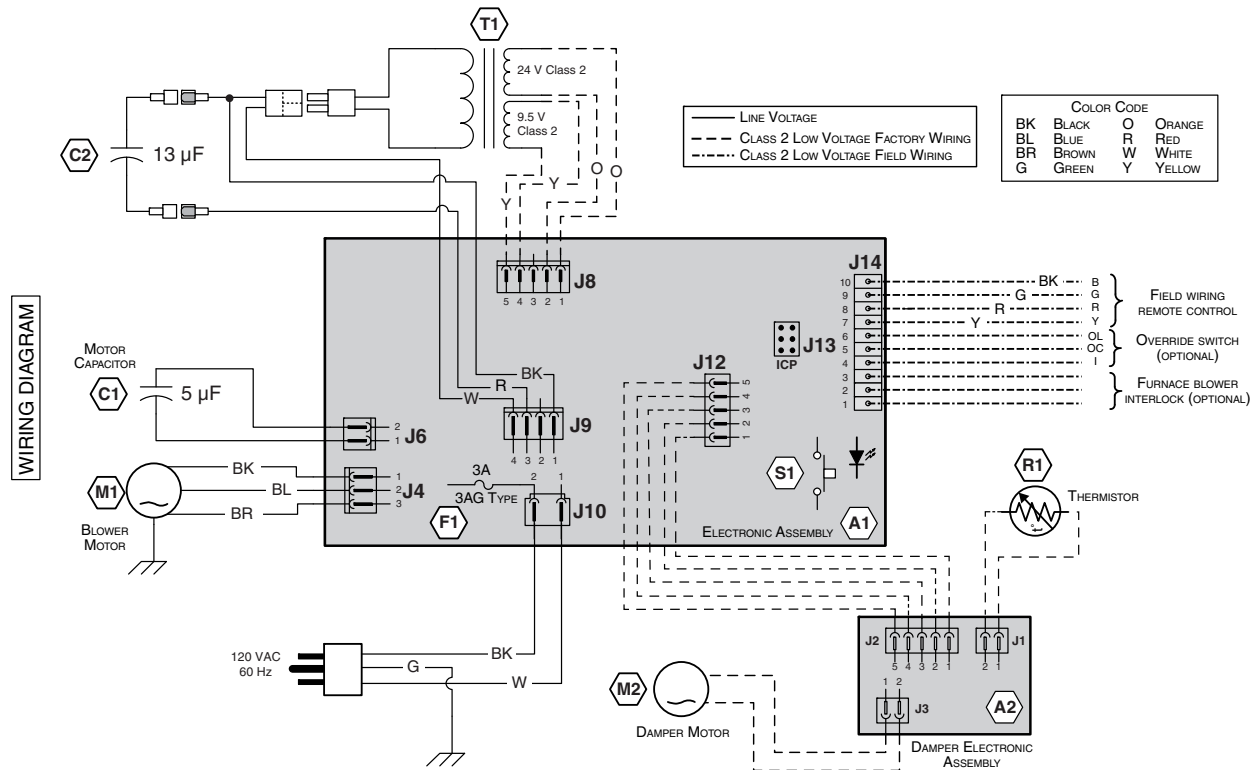 T1
24 V Class 2
9.5 V
Class 2
C2
13 µF
Line Voltage
Class 2 Low Voltage Factory Wiring
Class 2 Low Voltage Field Wiring
Color Code
BK Black O Orange
BL Blue R Red
BR Brown W White
G Green Y Yellow
Y Y O O
J8
5 4 3 2 1
WIRING DIAGRAM
J14
10 BK B
9 G G
8 R R
7 Y Y
6 OL
5 OC
4 I
3
2
1
Field wiring
remote control
Override switch
(optional)
Furnace blower
interlock (optional)
J13
ICP
J12
5
4
3
2
1
Motor
Capacitor
C1
5 µF
2
1
J6
BK
R
W
J9
4 3 2 1
M1
Blower
Motor
BK
BL
BR
1
2
3
J4
3A
3AG Type
F1
2 1
J10
S1
Electronic Assembly
A1
R1
Thermistor
t°
120 VAC
60 Hz
BK
G
W
J2
5 4 3 2 1
J1
2 1
1 2
J3
A2
M2
Damper Motor
Damper Electronic
Assembly